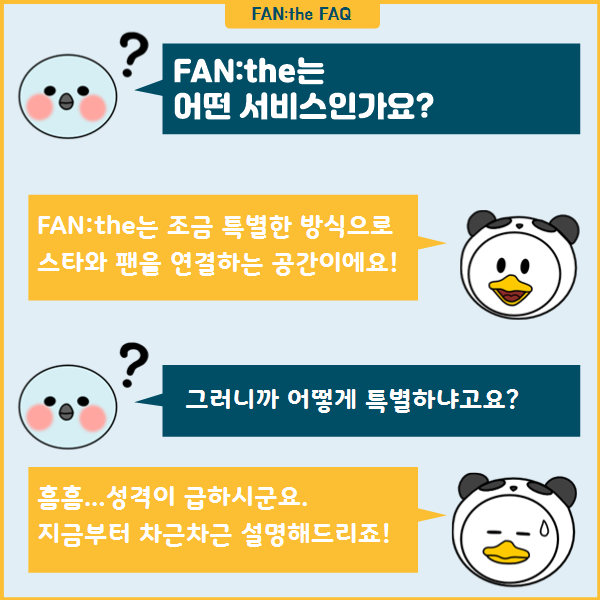 FAN:the FAQ
?
FAN:the는
어떤 서비스인가요?
FAN:the는 조금 특별한 방식으로
스타와 팬을 연결하는 공간이에요!
?
그러니까 어떻게 특별하냐고요?
흠흠...성격이 급하시군요.
지금부터 차근차근 설명해드리죠!